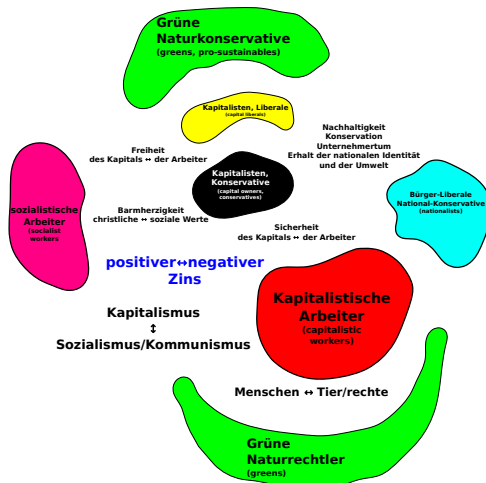 Grüne
Naturkonservative
(greens, pro-sustainables)
Kapitalisten, Liberale
(capital liberals)
Nachhaltigkeit
Konservation
Unternehmertum
Erhalt der nationalen Identität
und der Umwelt
Freiheit
des Kapitals ↔ der Arbeiter
Kapitalisten,
Konservative
(capital owners,
conservatives)
sozialistische
Arbeiter
(socialist
workers
Bürger-Liberale
National-Konservative
(nationalists)
Barmherzigkeit
christliche ↔ soziale Werte
Sicherheit
des Kapitals ↔ der Arbeiter
positiver↔negativer
Zins
Kapitalistische
Arbeiter
(capitalistic
workers)
Kapitalismus
↕
Sozialismus/Kommunismus
Menschen ↔ Tier/rechte
Grüne
Naturrechtler
(greens)